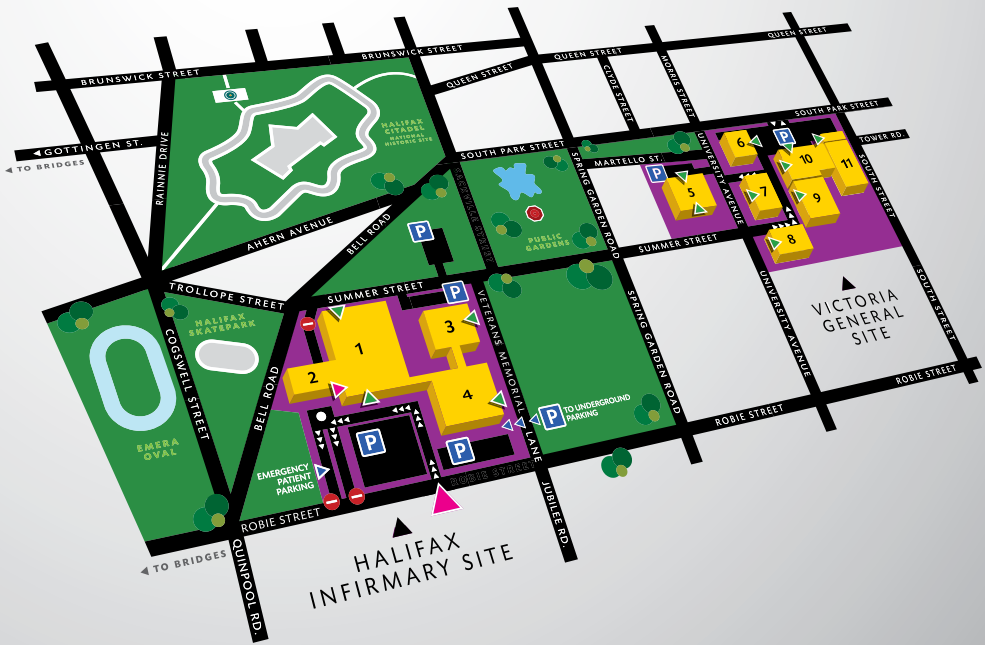 BRUNSWICK STREET
BRUNSWICK STREET
QUEEN STREET
QUEEN STREET
QUEEN STREET
CLYDE STREET
MORRIS STREET
◄ GOTTINGEN ST.
◄ TO BRIDGES
RAINNIE DRIVE
HALIFAX
CITADEL
NATIONAL
HISTORIC SITE
SOUTH PARK STREET
SOUTH PARK STREET
TOWER RD.
MARTELLO ST.
SPRING GARDEN ROAD
UNIVERSITY AVENUE
SOUTH STREET
P
P
6
10
11
5
7
9
8
AHERN AVENUE
BELL ROAD
P
PUBLIC
GARDENS
SUMMER STREET
TROLLOPE STREET
SUMMER STREET
P
VETERANS MEMORIAL LANE
SPRING GARDEN ROAD
UNIVERSITY AVENUE
SOUTH STREET
VICTORIA
GENERAL
SITE
HALIFAX
SKATEPARK
COGSWELL STREET
BELL ROAD
EMERA
OVAL
1
2
3
4
P
P
P
TO UNDERGROUND
PARKING
EMERGENCY
PATIENT
PARKING
ROBIE STREET
ROBIE STREET
ROBIE STREET
ROBIE STREET
◄ TO BRIDGES
QUINPOOL RD.
JUBILEE RD.
HALIFAX
INFIRMARY SITE